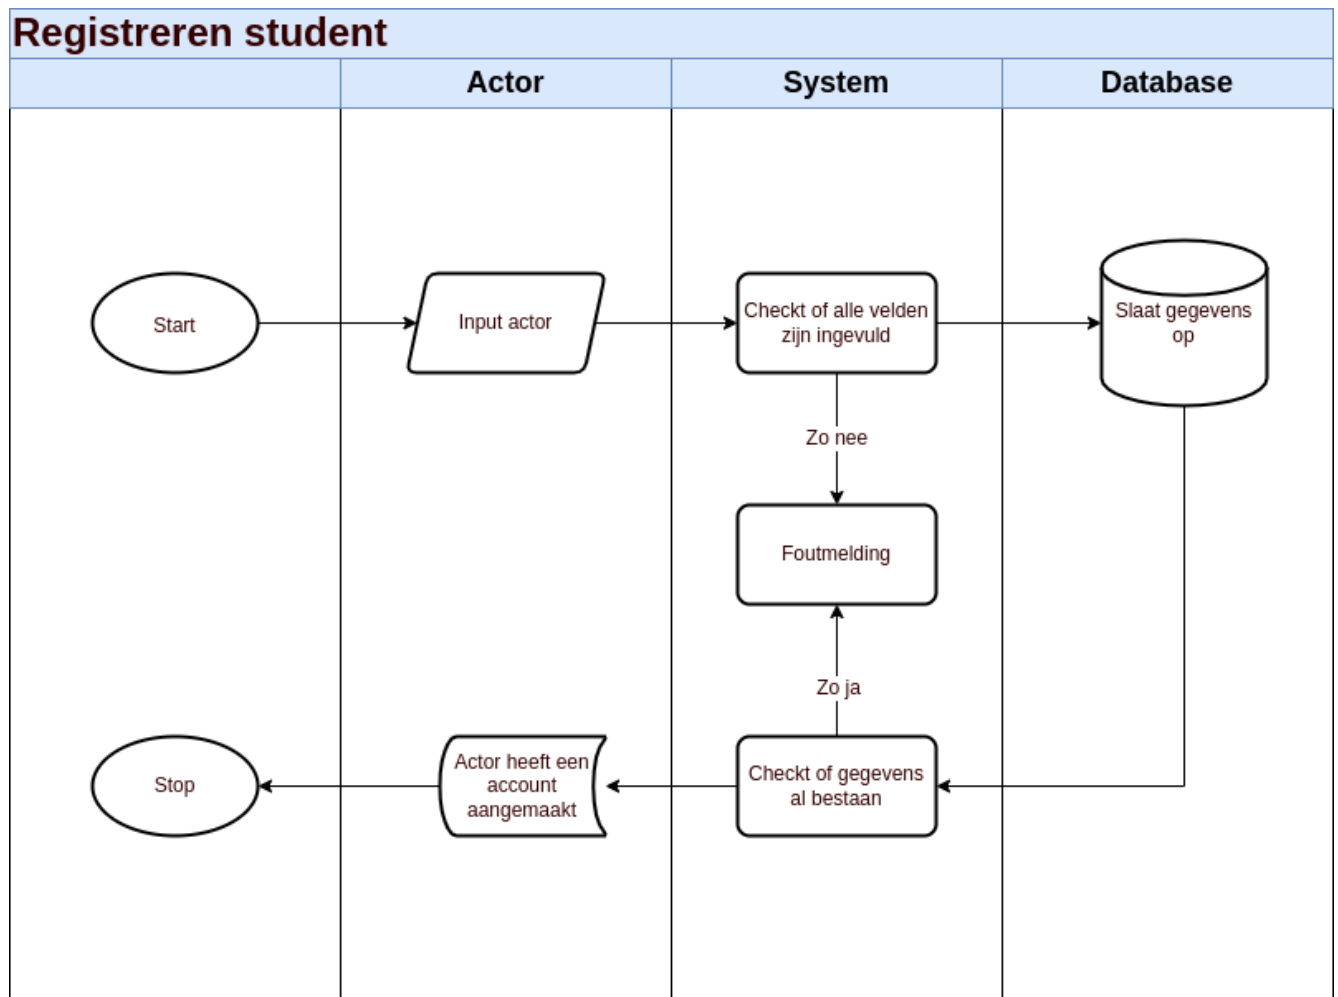 Registreren student
Actor
System
Database
Start
Input actor
Checkt of alle velden
zijn ingevuld
Slaat gegevens
op
Zo nee
Foutmelding
Zo ja
Stop
Actor heeft een
account
aangemaakt
Checkt of gegevens
al bestaan